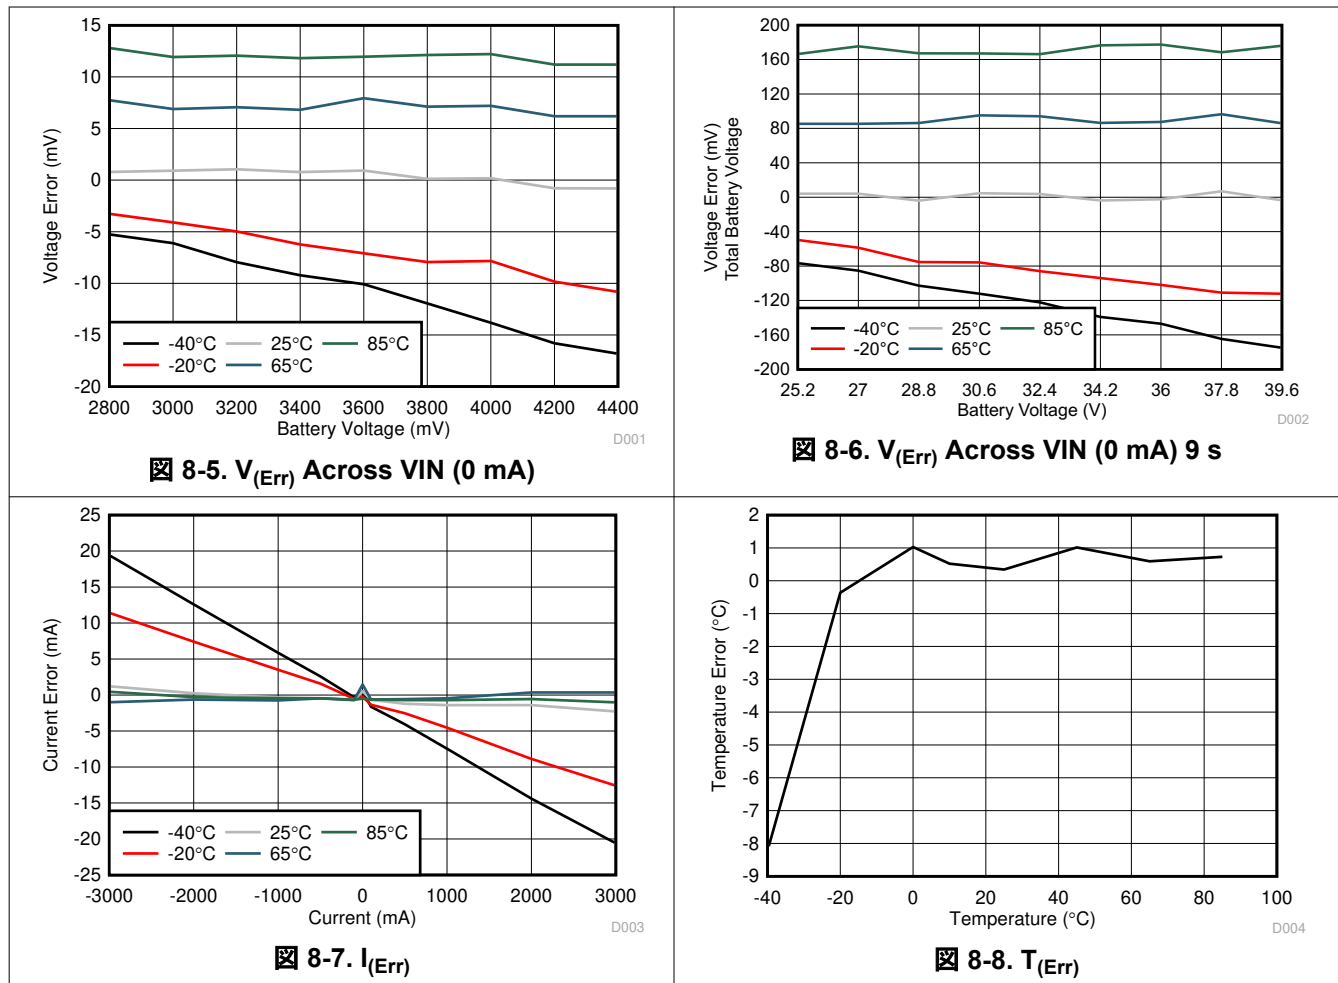 15
10
5
0
-5
-10
-15
-20
Voltage Error (mV)
-40°C 25°C 85°C
-20°C 65°C
2800 3000 3200 3400 3600 3800 4000 4200 4400
Battery Voltage (mV)
D001
図 8-5. V(Err) Across VIN (0 mA)
200
160
120
80
40
0
-40
-80
-120
-160
-200
Voltage Error (mV)
Total Battery Voltage
-40°C 25°C 85°C
-20°C 65°C
25.2 27 28.8 30.6 32.4 34.2 36 37.8 39.6
Battery Voltage (V)
D002
図 8-6. V(Err) Across VIN (0 mA) 9 s
25
20
15
10
5
0
-5
-10
-15
-20
-25
Current Error (mA)
-40°C 25°C 85°C
-20°C 65°C
-3000 -2000 -1000 0 1000 2000 3000
Current (mA)
D003
図 8-7. I(Err)
2
1
0
-1
-2
-3
-4
-5
-6
-7
-8
-9
Temperature Error (°C)
-40 -20 0 20 40 60 80 100
Temperature (°C)
D004
図 8-8. T(Err)